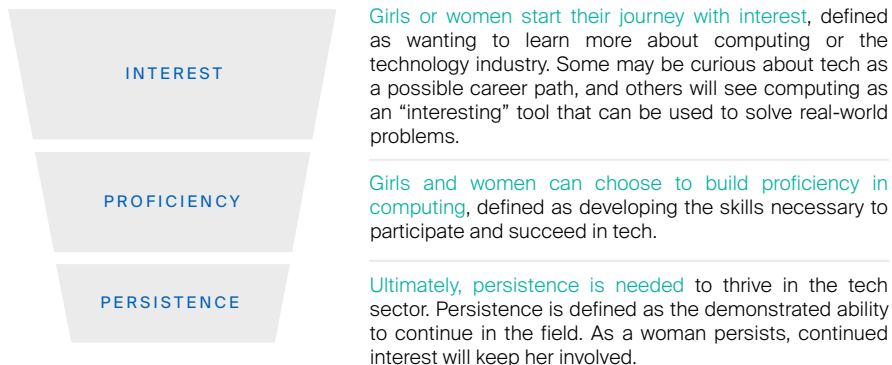 INTEREST
Girls or women start their journey with interest, defined
as wanting to learn more about computing or the
technology industry. Some may be curious about tech as
a possible career path, and others will see computing as
an “interesting” tool that can be used to solve real-world
problems.
PROFICIENCY
Girls and women can choose to build proficiency in
computing, defined as developing the skills necessary to
participate and succeed in tech.
PERSISTENCE
Ultimately, persistence is needed to thrive in the tech
sector. Persistence is defined as the demonstrated ability
to continue in the field. As a woman persists, continued
interest will keep her involved.